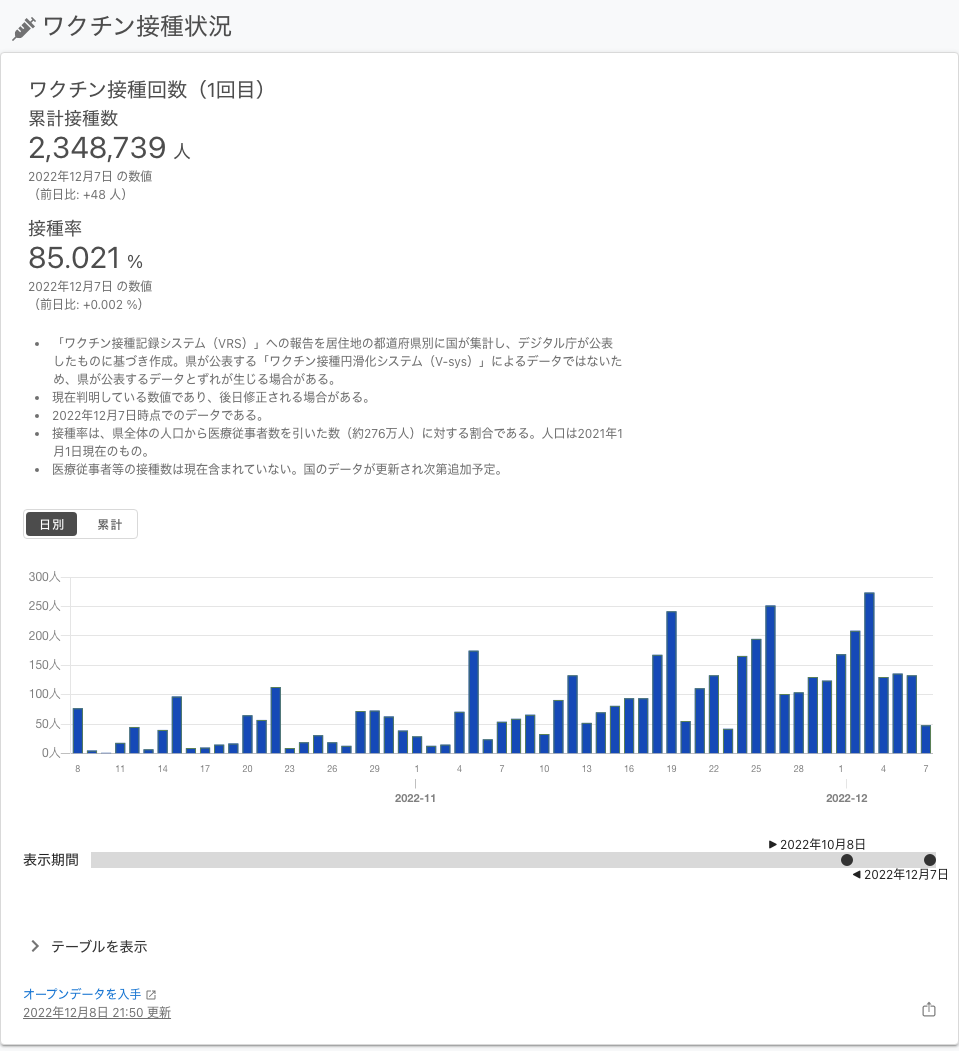 ワクチン接種状況
ワクチン接種回数（1回目）
累計接種数
2,348,739 人
2022年12月7日 の数値
（前日比: +48 人）
接種率
85.021 %
2022年12月7日 の数値
（前日比: +0.002 %）
• 「ワクチン接種記録システム（VRS）」への報告を居住地の都道府県別に国が集計し、デジタル庁が公表
したものに基づき作成。県が公表する「ワクチン接種円滑化システム（V-sys）」によるデータではないた
め、県が公表するデータとずれが生じる場合がある。
• 現在判明している数値であり、後日修正される場合がある。
• 2022年12月7日時点でのデータである。
• 接種率は、県全体の人口から医療従事者数を引いた数（約276万人）に対する割合である。人口は2021年1
月1日現在のもの。
• 医療従事者等の接種数は現在含まれていない。国のデータが更新され次第追加予定。
日別 累計
300人
250人
200人
150人
100人
50人
0人
8 11 14 17 20 23 26 29 1 4 7 10 13 16 19 22 25 28 1 4 7
2022-11 2022-12
▶ 2022年10月8日
表示期間
◀ 2022年12月7日
テーブルを表示
オープンデータを入手
2022年12月8日 21:50 更新